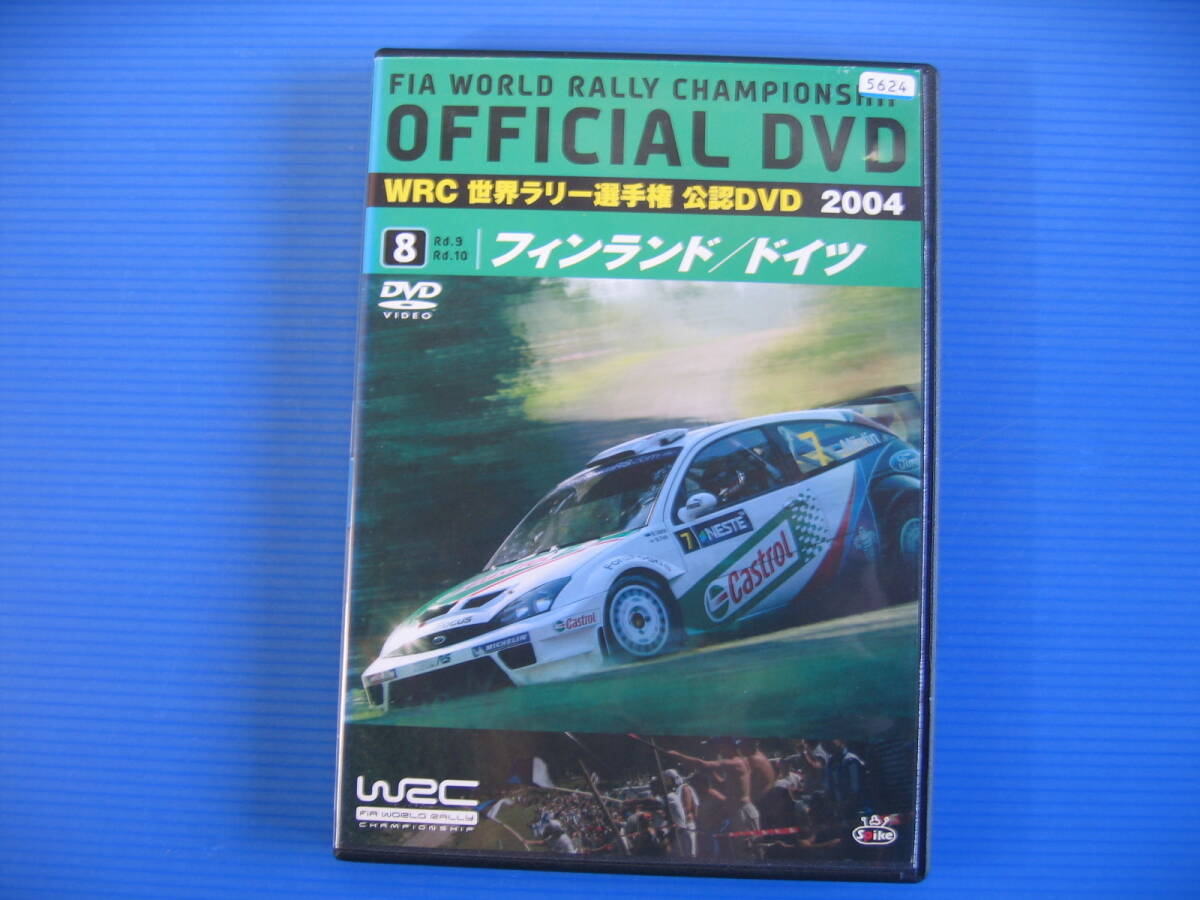 5624
FIA WORLD RALLY CHAMPIONSHIP
OFFICIAL DVD
WRC 世界ラリー選手権 公認DVD 2004
8 Rd.9
Rd.10
フィンランド/ドイツ
DVD
VIDEO
7
Ford
7 NESTE
Castrol
Castrol
MICHELIN
WRC
FIA WORLD RALLY
CHAMPIONSHIP
Spike